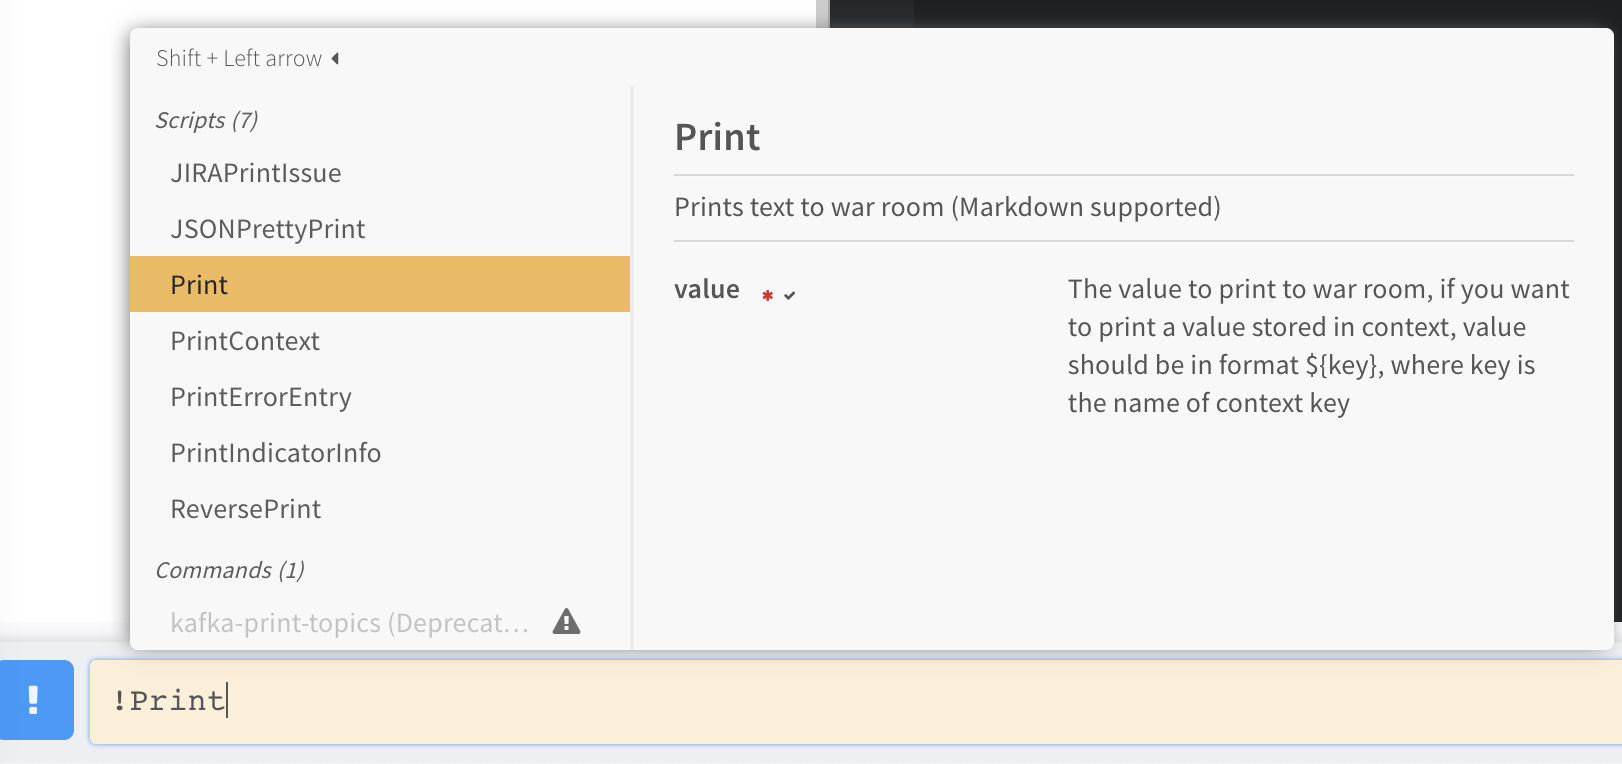 Shift + Left arrow
Scripts (7)
JIRAPrintIssue
JSONPrettyPrint
Print
PrintContext
PrintErrorEntry
PrintIndicatorInfo
ReversePrint
Commands (1)
kafka-print-topics (Deprecat...
Print
Prints text to war room (Markdown supported)
value *
The value to print to war room, if you want
to print a value stored in context, value
should be in format ${key}, where key is
the name of context key
!
!Print